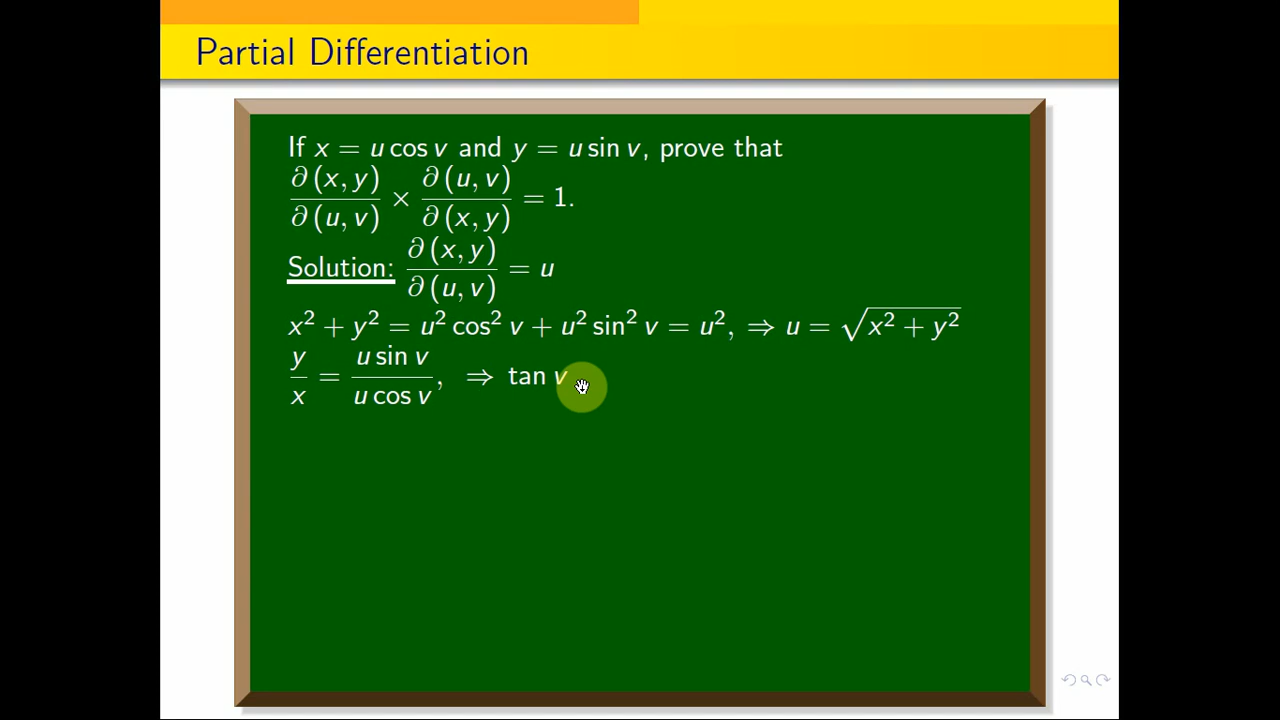 Partial Differentiation
If x = u cos v and y = u sin v, prove that
∂(x, y)/∂(u, v) × ∂(u, v)/∂(x, y) = 1.
Solution: ∂(x, y)/∂(u, v) = u
x² + y² = u² cos² v + u² sin² v = u², ⇒ u = √(x² + y²)
y/x = u sin v/u cos v, ⇒ tan v